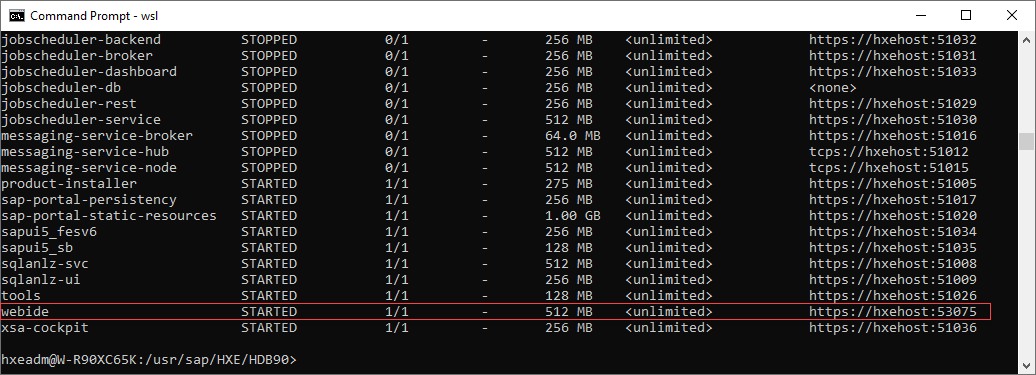 Command Prompt - wsl
jobscheduler-backend STOPPED 0/1 - 256 MB <unlimited> https://hxehost:51032
jobscheduler-broker STOPPED 0/1 - 256 MB <unlimited> https://hxehost:51031
jobscheduler-dashboard STOPPED 0/1 - 256 MB <unlimited> https://hxehost:51033
jobscheduler-db STOPPED 0/1 - 256 MB <unlimited> <none>
jobscheduler-rest STOPPED 0/1 - 256 MB <unlimited> https://hxehost:51029
jobscheduler-service STOPPED 0/1 - 512 MB <unlimited> https://hxehost:51030
messaging-service-broker STOPPED 0/1 - 64.0 MB <unlimited> https://hxehost:51016
messaging-service-hub STOPPED 0/1 - 512 MB <unlimited> tcps://hxehost:51012
messaging-service-node STOPPED 0/1 - 512 MB <unlimited> tcps://hxehost:51015
product-installer STARTED 1/1 - 275 MB <unlimited> https://hxehost:51005
sap-portal-persistency STARTED 1/1 - 256 MB <unlimited> https://hxehost:51017
sap-portal-static-resources STARTED 1/1 - 1.00 GB <unlimited> https://hxehost:51020
sapui5_fesv6 STARTED 1/1 - 256 MB <unlimited> https://hxehost:51034
sapui5_sb STARTED 1/1 - 128 MB <unlimited> https://hxehost:51035
sqlanlz-svc STARTED 1/1 - 512 MB <unlimited> https://hxehost:51008
sqlanlz-ui STARTED 1/1 - 256 MB <unlimited> https://hxehost:51009
tools STARTED 1/1 - 128 MB <unlimited> https://hxehost:51026
webide STARTED 1/1 - 512 MB <unlimited> https://hxehost:53075
xsa-cockpit STARTED 1/1 - 256 MB <unlimited> https://hxehost:51036
hxeadm@W-R90XC65K:/usr/sap/HXE/HDB90>